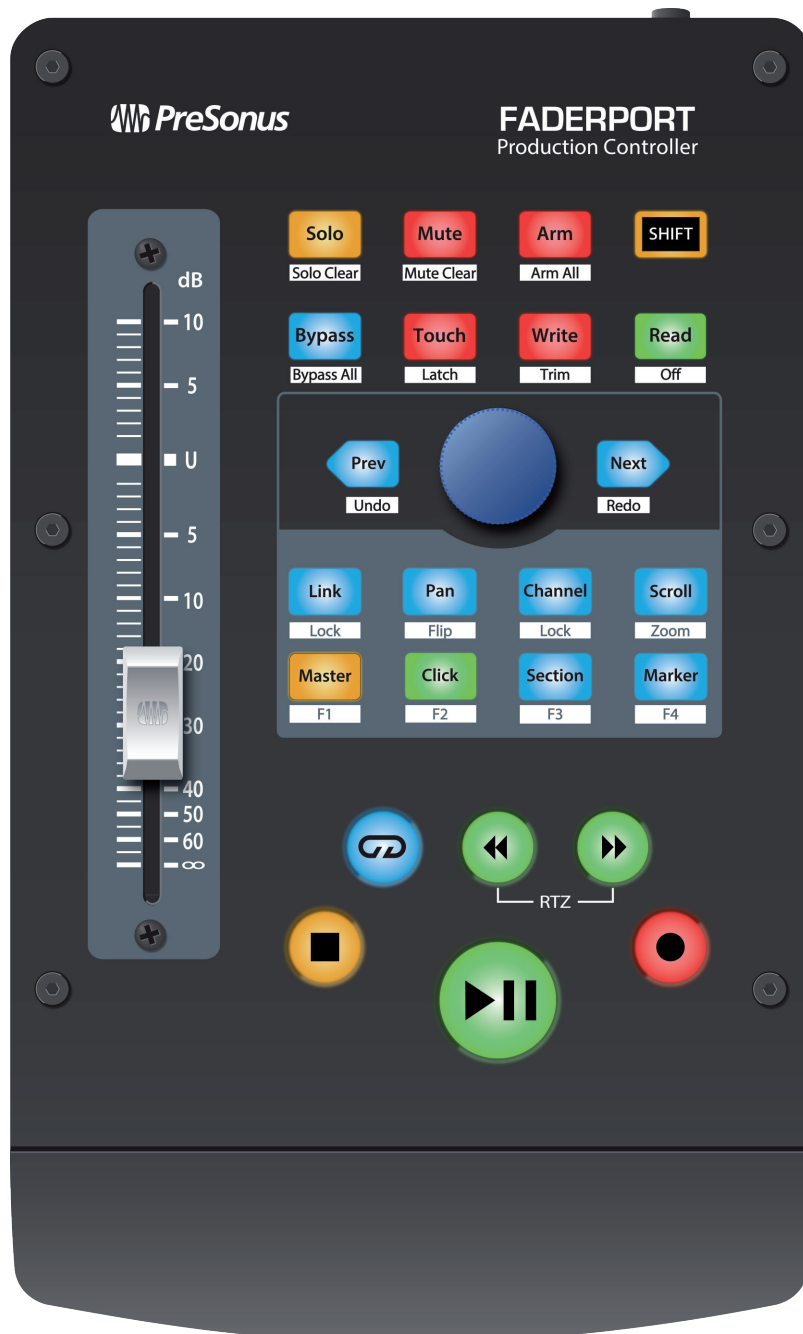 PreSonus
FADERPORT
Production Controller
Solo
Mute
Arm
SHIFT
Solo Clear
Mute Clear
Arm All
Bypass
Touch
Write
Read
Bypass All
Latch
Trim
Off
dB
10
5
U
5
10
20
30
40
50
60
∞
Prev
Next
Undo
Redo
Link
Pan
Channel
Scroll
Lock
Flip
Lock
Zoom
Master
Click
Section
Marker
F1
F2
F3
F4
RTZ